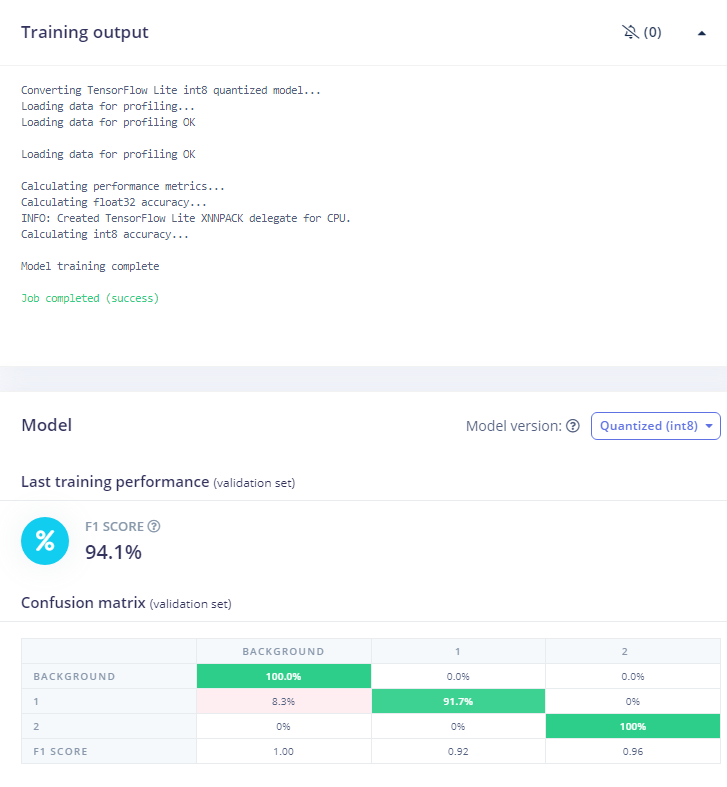 Training output (0)
Converting TensorFlow Lite int8 quantized model...
Loading data for profiling...
Loading data for profiling OK
Loading data for profiling OK
Calculating performance metrics...
Calculating float32 accuracy...
INFO: Created TensorFlow Lite XNNPACK delegate for CPU.
Calculating int8 accuracy...
Model training complete
Job completed (success)
Model Model version: ? Quantized (int8)
Last training performance (validation set)
%
F1 SCORE ?
94.1%
Confusion matrix (validation set)
BACKGROUND 1 2
BACKGROUND 100.0% 0.0% 0.0%
1 8.3% 91.7% 0%
2 0% 0% 100%
F1 SCORE 1.00 0.92 0.96